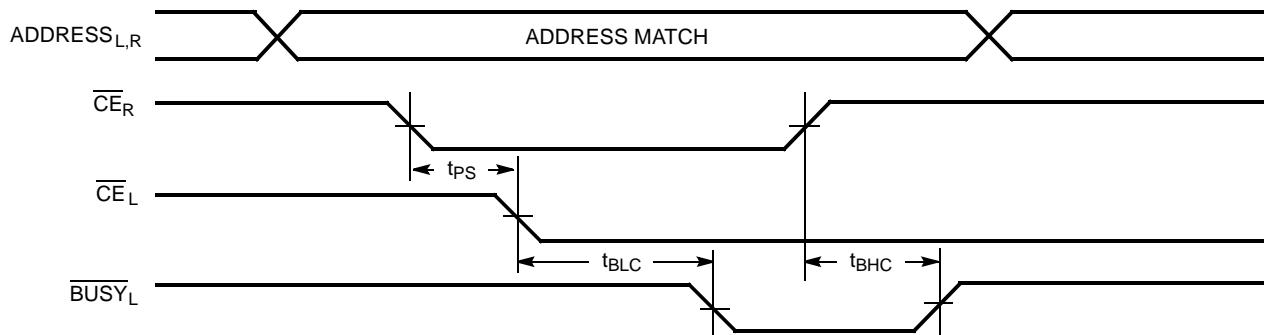 ADDRESS_L,R
ADDRESS MATCH
CE_R
t_PS
CE_L
t_BLC
t_BHC
BUSY_L